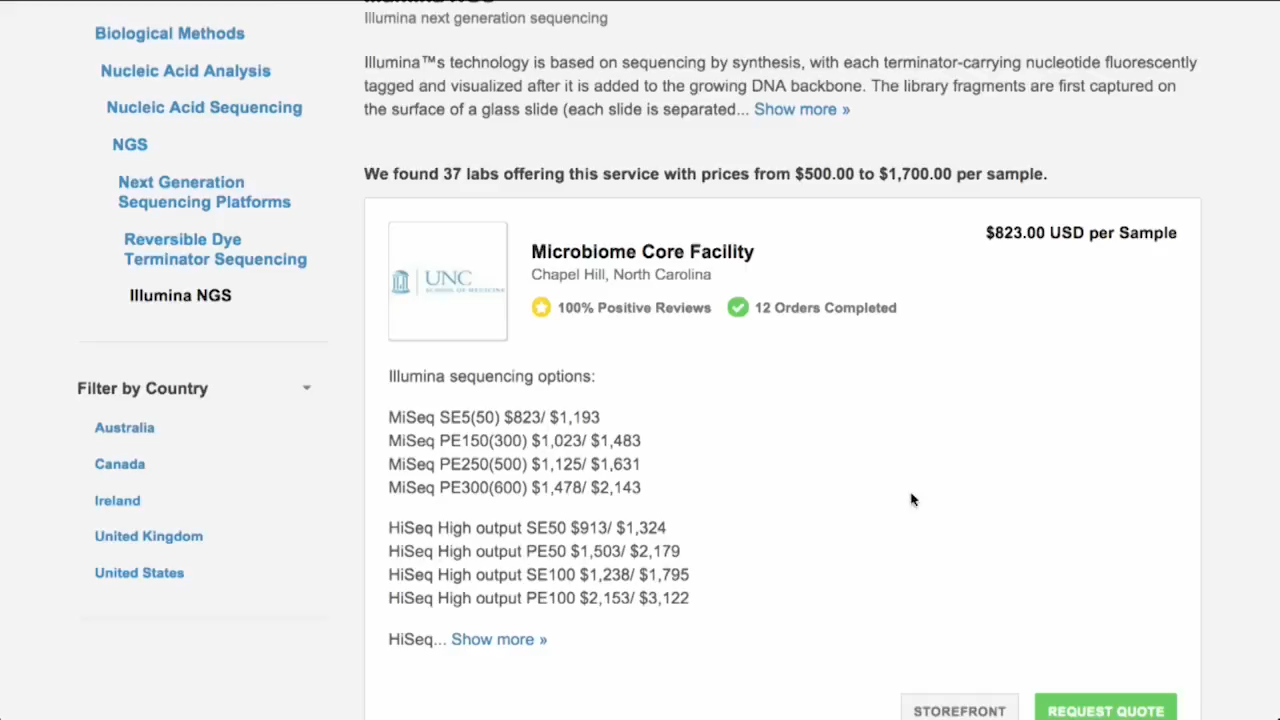 Illumina next generation sequencing
Illumina™s technology is based on sequencing by synthesis, with each terminator-carrying nucleotide fluorescently
tagged and visualized after it is added to the growing DNA backbone. The library fragments are first captured on
the surface of a glass slide (each slide is separated... Show more »
We found 37 labs offering this service with prices from $500.00 to $1,700.00 per sample.
Biological Methods
Nucleic Acid Analysis
Nucleic Acid Sequencing
NGS
Next Generation
Sequencing Platforms
Reversible Dye
Terminator Sequencing
Illumina NGS
Filter by Country
Australia
Canada
Ireland
United Kingdom
United States
UNC
SCHOOL OF MEDICINE
Microbiome Core Facility
$823.00 USD per Sample
Chapel Hill, North Carolina
100% Positive Reviews
12 Orders Completed
Illumina sequencing options:
MiSeq SE5(50) $823/ $1,193
MiSeq PE150(300) $1,023/ $1,483
MiSeq PE250(500) $1,125/ $1,631
MiSeq PE300(600) $1,478/ $2,143
HiSeq High output SE50 $913/ $1,324
HiSeq High output PE50 $1,503/ $2,179
HiSeq High output SE100 $1,238/ $1,795
HiSeq High output PE100 $2,153/ $3,122
HiSeq... Show more »
STOREFRONT
REQUEST QUOTE